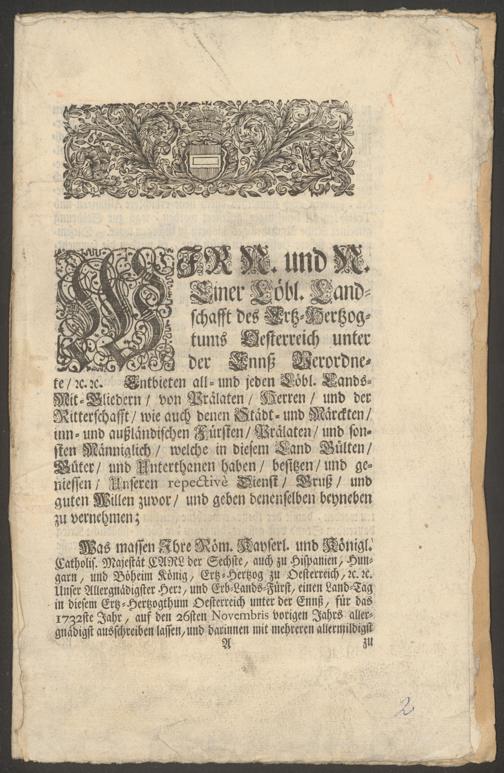 WIR N. und N.
Einer Löbl. Land-
schafft des Ertz-Hertzog-
tums Oesterreich unter
der Ennß Verordne-
te / ꝛc. ꝛc. Entbieten all- und jeden Löbl. Lands-
Mit-Gliedern / von Prälaten / Herren / und der
Ritterschafft / wie auch denen Städt- und Märckten /
inn- und außländischen Fürsten / Prälaten / und son-
sten Männiglich / welche in diesem Land Gülten /
Güter / und Unterthanen haben / besitzen / und ge-
niessen / Unseren repectivè Dienst / Gruß / und
guten Willen zuvor / und geben denenselben beyneben
zu vernehmen;
Was massen Ihre Röm. Kayserl. und Königl.
Catholis. Majestät CARL der Sechste, auch zu Hispanien, Hun-
garn, und Böheim König, Ertz-Hertzog zu Oesterreich, ꝛc. ꝛc.
Unser Allergnädigster Herr, und Erb-Lands-Fürst, einen Land-Tag
in diesem Ertz-Hertzogthum Oesterreich unter der Ennß, für das
1732ste Jahr, auf den 26sten Novembris vorigen Jahrs aller-
gnädigst ausschreiben lassen, und darinnen mit mehreren allermildigst
A zu
2